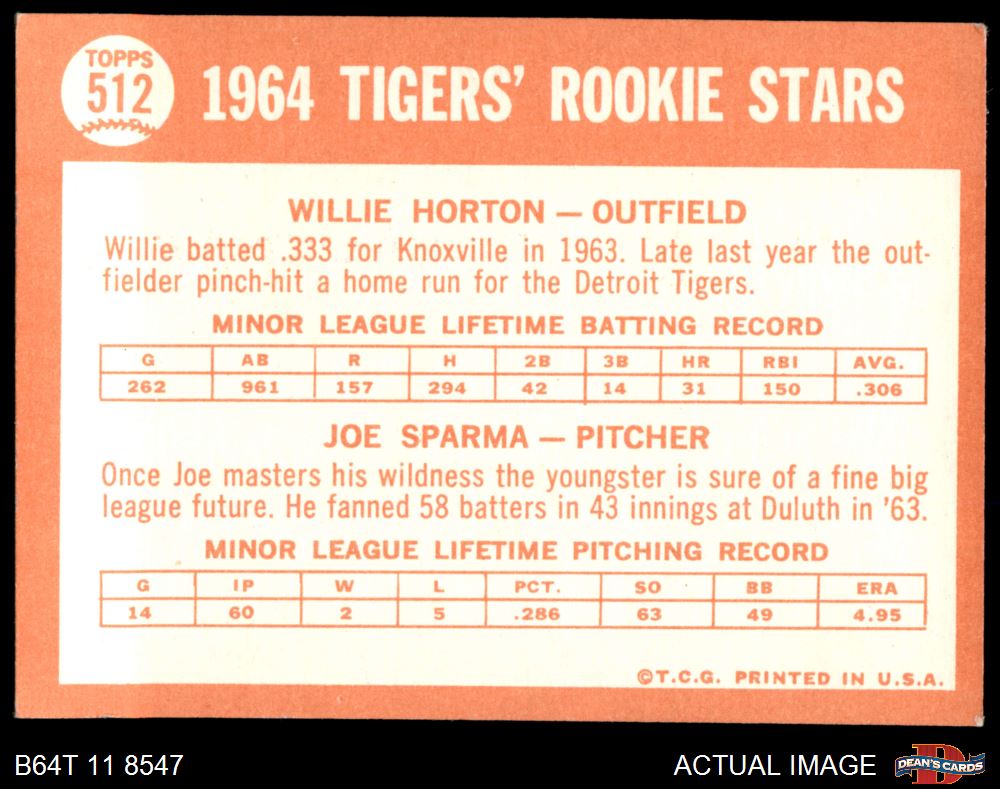 TOPPS
512
1964 TIGERS' ROOKIE STARS
WILLIE HORTON — OUTFIELD
Willie batted .333 for Knoxville in 1963. Late last year the out-
fielder pinch-hit a home run for the Detroit Tigers.
MINOR LEAGUE LIFETIME BATTING RECORD
G AB R H 2B 3B HR RBI AVG.
262 961 157 294 42 14 31 150 .306
JOE SPARMA — PITCHER
Once Joe masters his wildness the youngster is sure of a fine big
league future. He fanned 58 batters in 43 innings at Duluth in '63.
MINOR LEAGUE LIFETIME PITCHING RECORD
G IP W L PCT. SO BB ERA
14 60 2 5 .286 63 49 4.95
©T.C.G. PRINTED IN U.S.A.
B64T 11 8547
ACTUAL IMAGE
D
DEAN'S CARDS